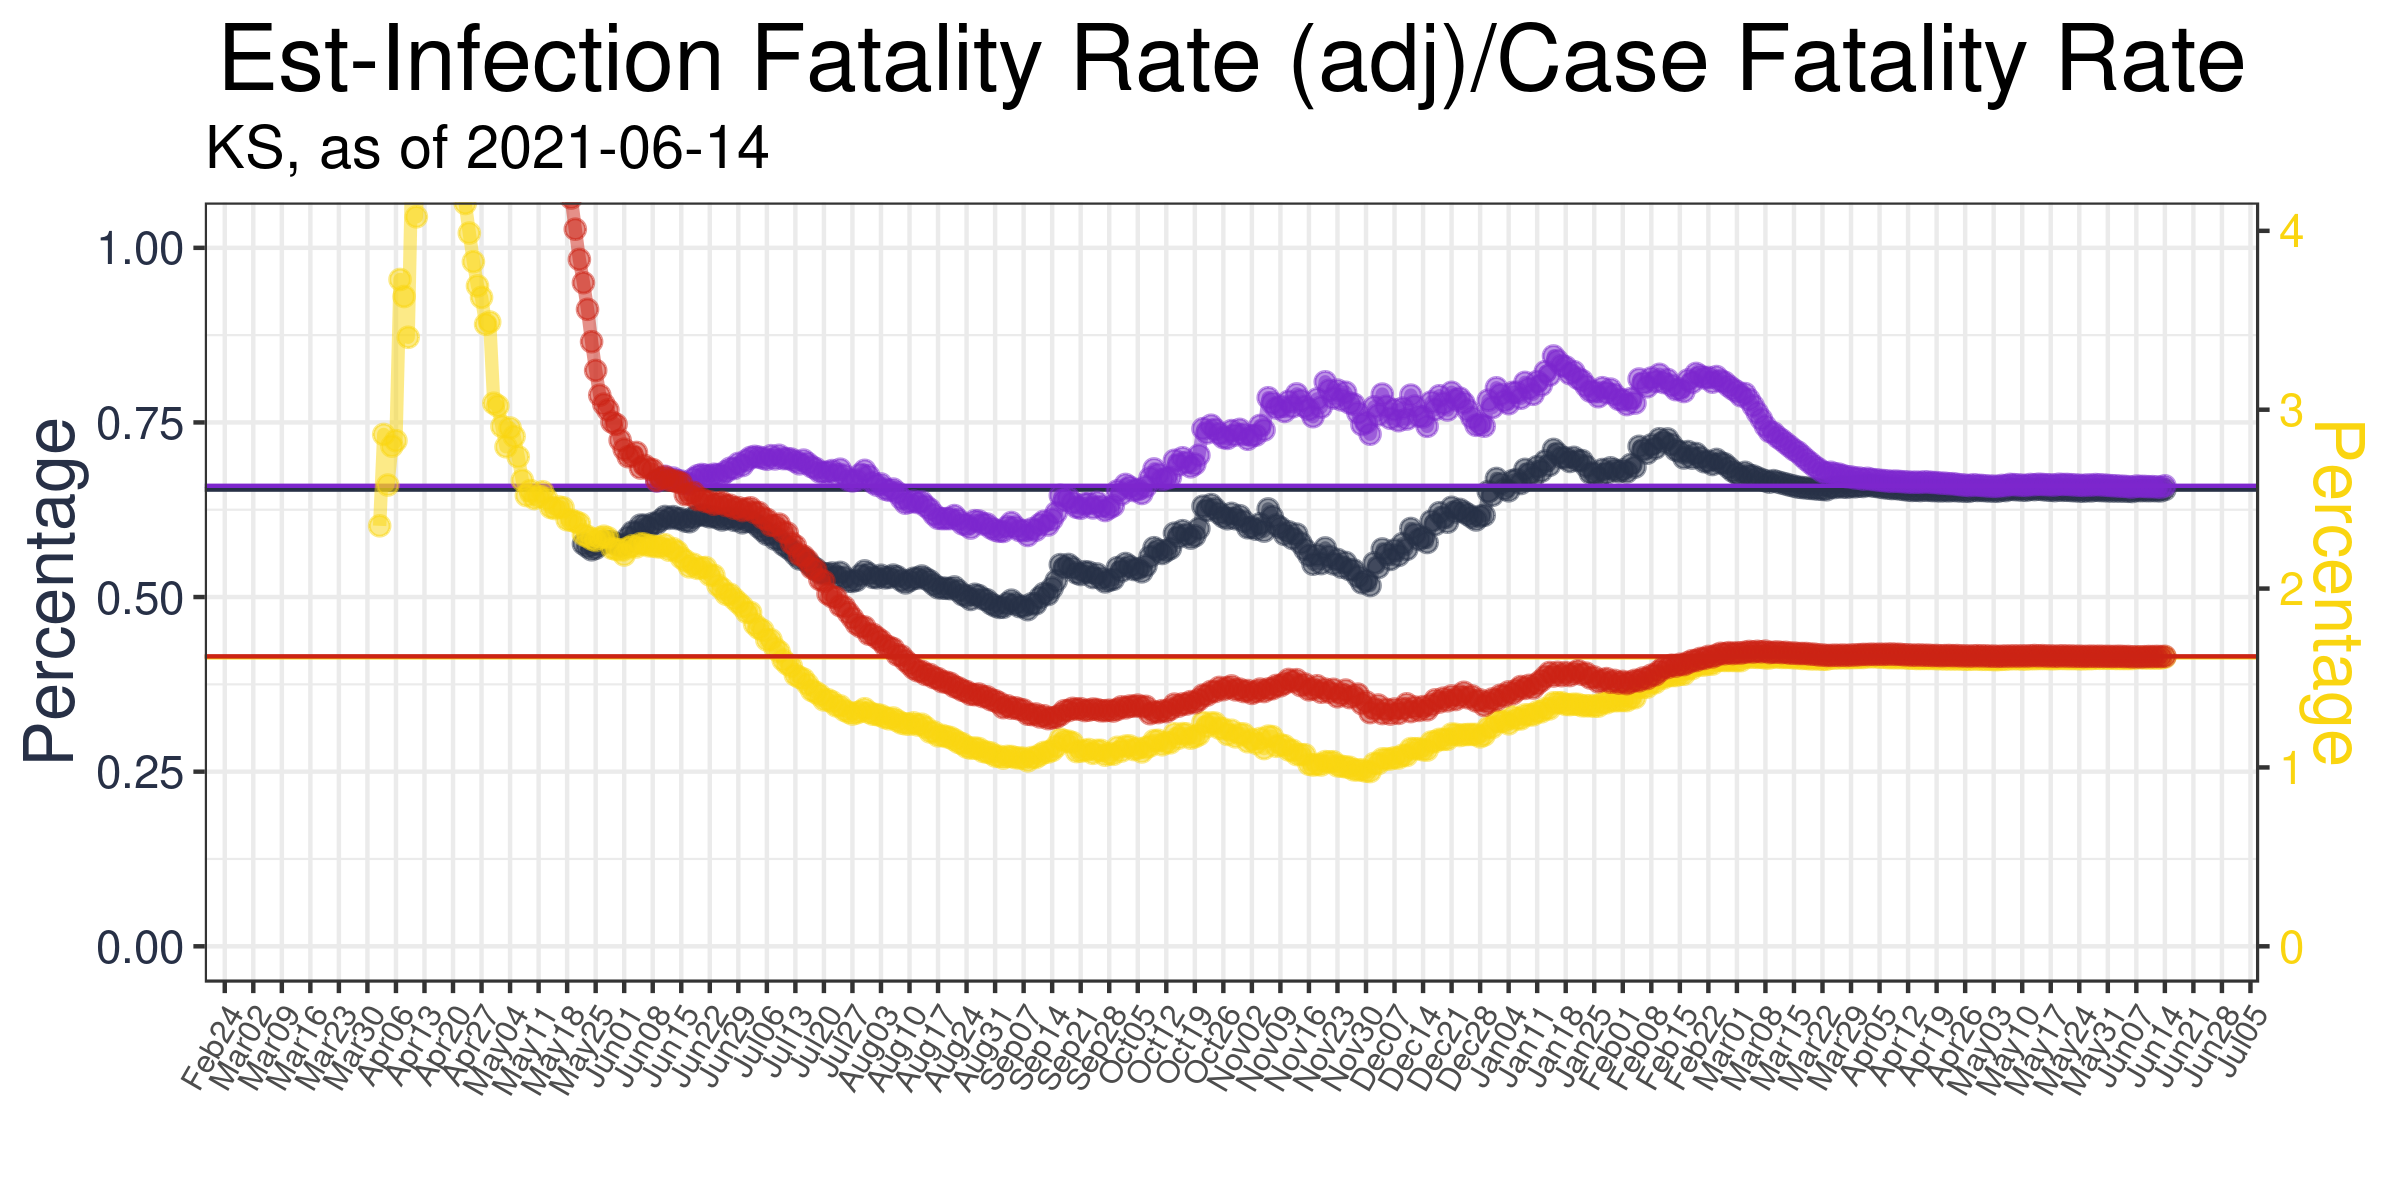 Est-Infection Fatality Rate (adj)/Case Fatality Rate
KS, as of 2021-06-14
Percentage
1.00
0.75
0.50
0.25
0.00
4
3
2
1
0
Percentage
Feb24
Mar02
Mar09
Mar16
Mar23
Mar30
Apr06
Apr13
Apr20
Apr27
May04
May11
May18
May25
Jun01
Jun08
Jun15
Jun22
Jun29
Jul06
Jul13
Jul20
Jul27
Aug03
Aug10
Aug17
Aug24
Aug31
Sep07
Sep14
Sep21
Sep28
Oct05
Oct12
Oct19
Oct26
Nov02
Nov09
Nov16
Nov23
Nov30
Dec07
Dec14
Dec21
Dec28
Jan04
Jan11
Jan18
Jan25
Feb01
Feb08
Feb15
Feb22
Mar01
Mar08
Mar15
Mar22
Mar29
Apr05
Apr12
Apr19
Apr26
May03
May10
May17
May24
May31
Jun07
Jun14
Jun21
Jun28
Jul05